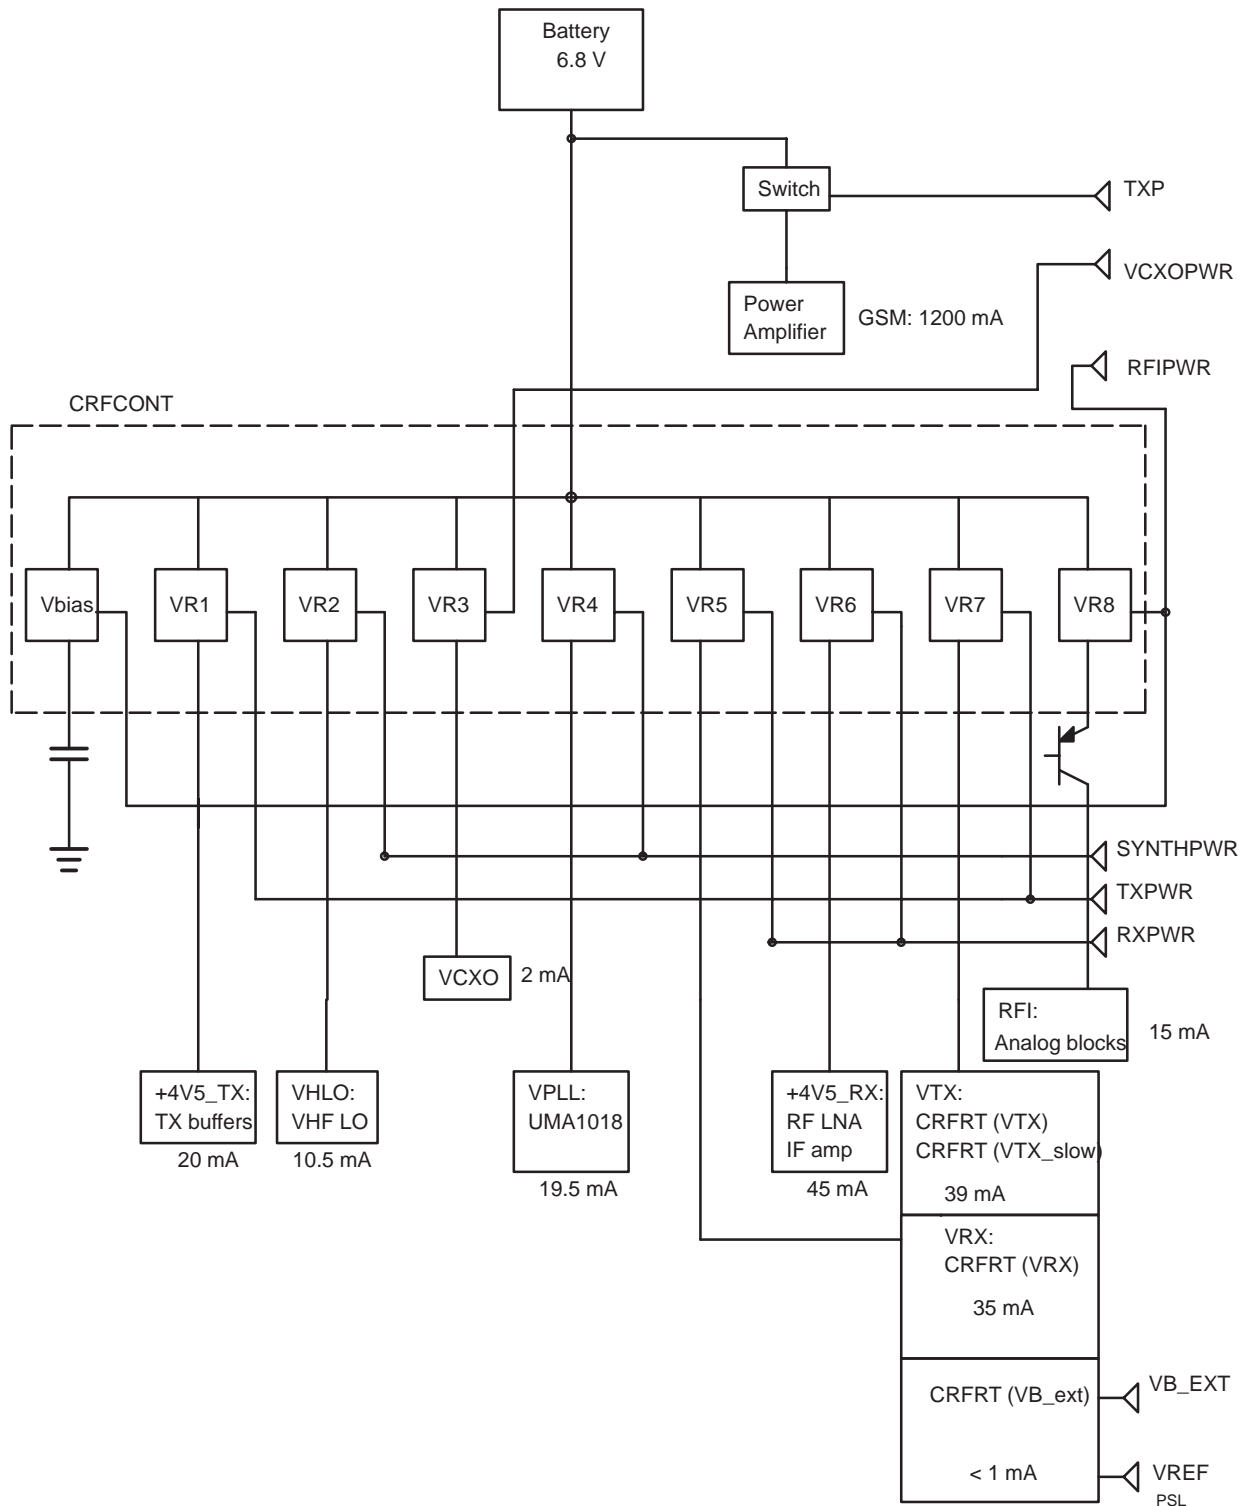 Battery
6.8 V
Switch
TXP
VCXOPWR
Power
Amplifier
GSM: 1200 mA
RFIPWR
CRFCONT
Vbias
VR1
VR2
VR3
VR4
VR5
VR6
VR7
VR8
SYNTHPWR
TXPWR
RXPWR
VCXO
2 mA
RFI:
Analog blocks
15 mA
+4V5_TX:
TX buffers
20 mA
VHLO:
VHF LO
10.5 mA
VPLL:
UMA1018
19.5 mA
+4V5_RX:
RF LNA
IF amp
45 mA
VTX:
CRFRT (VTX)
CRFRT (VTX_slow)
39 mA
VRX:
CRFRT (VRX)
35 mA
CRFRT (VB_ext)
VB_EXT
< 1 mA
VREF
PSL